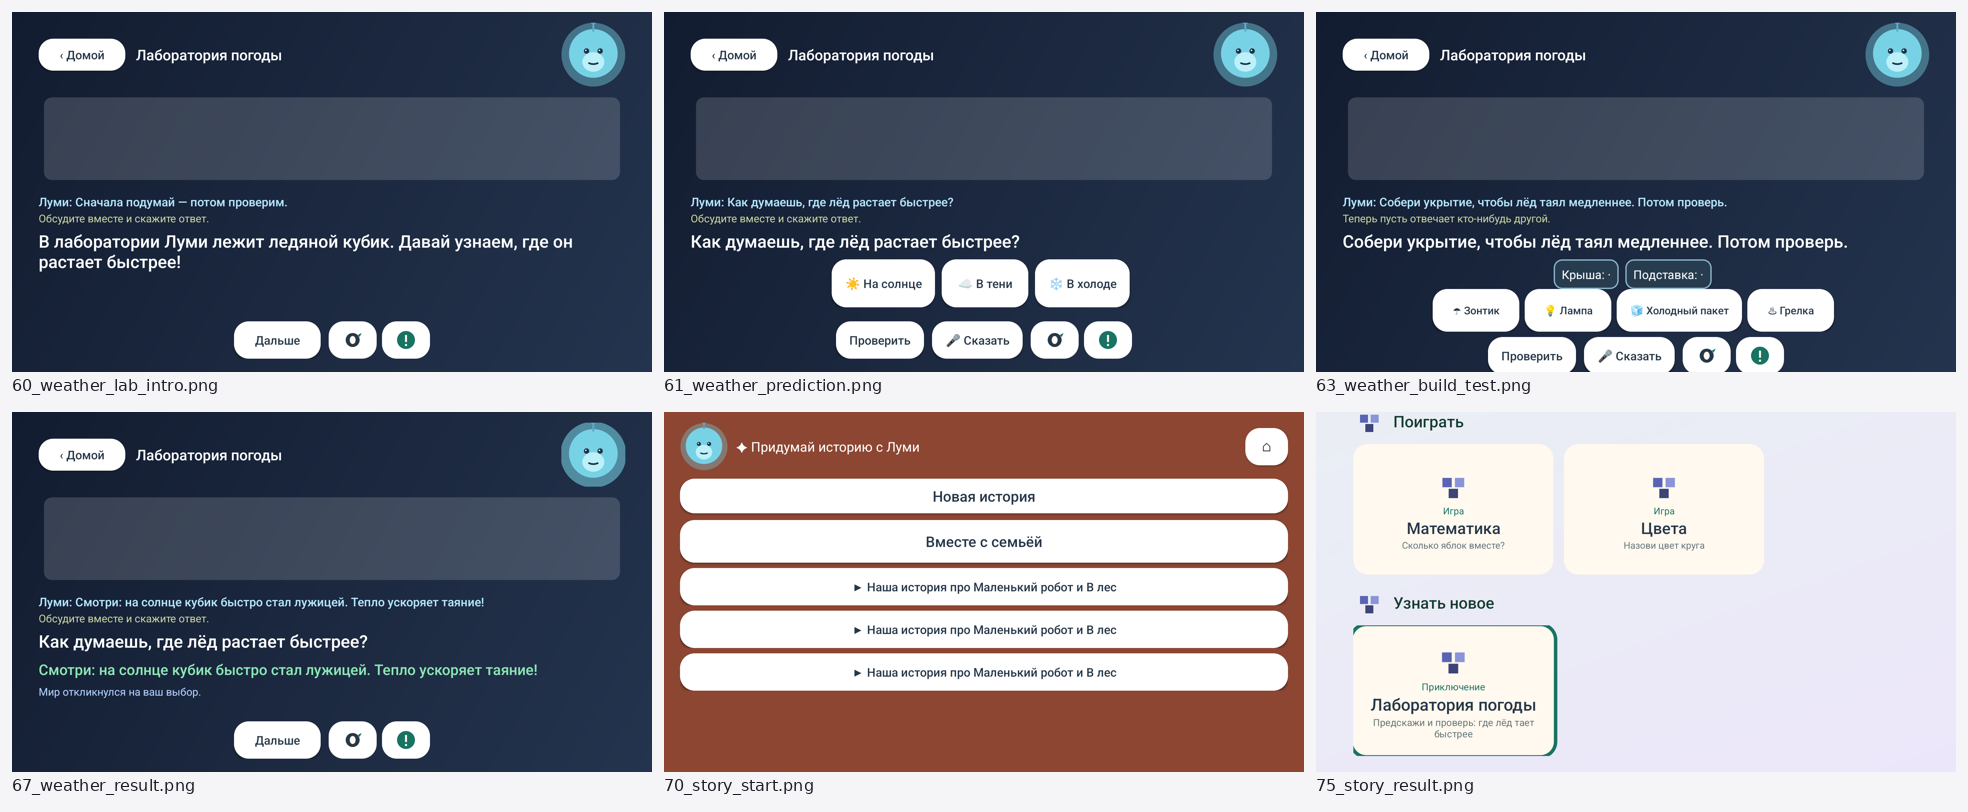 ‹ Домой
Лаборатория погоды
Луми: Сначала подумай — потом проверим.
Обсудите вместе и скажите ответ.
В лаборатории Луми лежит ледяной кубик. Давай узнаем, где он
растает быстрее!
Дальше
60_weather_lab_intro.png
‹ Домой
Лаборатория погоды
Луми: Как думаешь, где лёд растает быстрее?
Обсудите вместе и скажите ответ.
Как думаешь, где лёд растает быстрее?
☀️ На солнце
☁️ В тени
❄️ В холоде
Проверить
🎤 Сказать
61_weather_prediction.png
‹ Домой
Лаборатория погоды
Луми: Собери укрытие, чтобы лёд таял медленнее. Потом проверь.
Теперь пусть отвечает кто-нибудь другой.
Собери укрытие, чтобы лёд таял медленнее. Потом проверь.
Крыша: ·
Подставка: ·
☂ Зонтик
💡 Лампа
🧊 Холодный пакет
♨ Грелка
Проверить
🎤 Сказать
63_weather_build_test.png
‹ Домой
Лаборатория погоды
Луми: Смотри: на солнце кубик быстро стал лужицей. Тепло ускоряет таяние!
Обсудите вместе и скажите ответ.
Как думаешь, где лёд растает быстрее?
Смотри: на солнце кубик быстро стал лужицей. Тепло ускоряет таяние!
Мир откликнулся на ваш выбор.
Дальше
67_weather_result.png
✦ Придумай историю с Луми
Новая история
Вместе с семьёй
► Наша история про Маленький робот и В лес
► Наша история про Маленький робот и В лес
► Наша история про Маленький робот и В лес
70_story_start.png
Поиграть
Игра
Математика
Сколько яблок вместе?
Игра
Цвета
Назови цвет круга
Узнать новое
Приключение
Лаборатория погоды
Предскажи и проверь: где лёд тает
быстрее
75_story_result.png